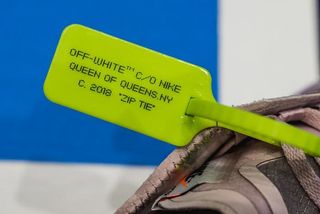 OFF-WHITE™ C/O NIKE
QUEEN OF QUEENS.NY
C. 2018 "ZIP TIE"